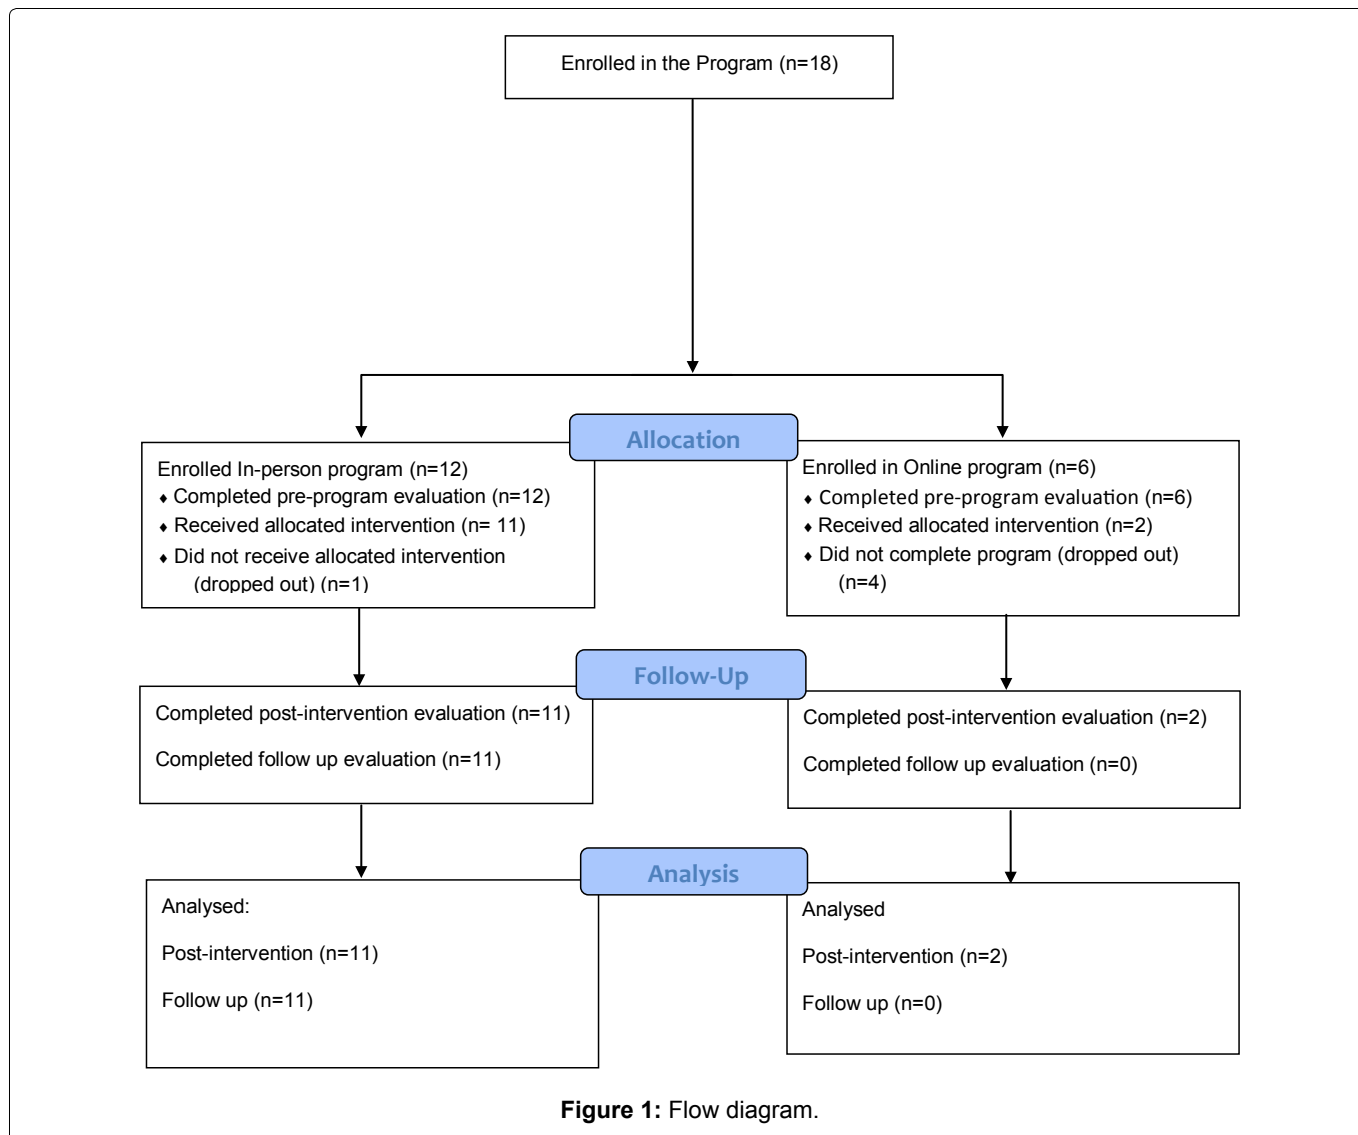 Enrolled in the Program (n=18)
Allocation
Enrolled In-person program (n=12)
♦ Completed pre-program evaluation (n=12)
♦ Received allocated intervention (n= 11)
♦ Did not receive allocated intervention
(dropped out) (n=1)
Enrolled in Online program (n=6)
♦ Completed pre-program evaluation (n=6)
♦ Received allocated intervention (n=2)
♦ Did not complete program (dropped out)
(n=4)
Follow-Up
Completed post-intervention evaluation (n=11)
Completed follow up evaluation (n=11)
Completed post-intervention evaluation (n=2)
Completed follow up evaluation (n=0)
Analysis
Analysed:
Post-intervention (n=11)
Follow up (n=11)
Analysed
Post-intervention (n=2)
Follow up (n=0)
Figure 1: Flow diagram.